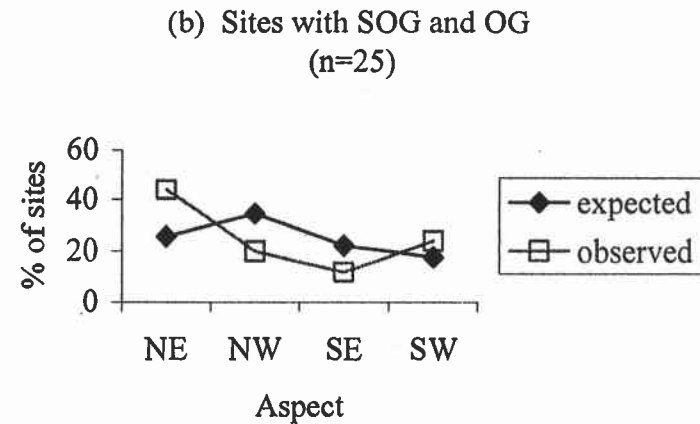 (b) Sites with SOG and OG
(n=25)
% of sites
60
40
20
0
NE NW SE SW
Aspect
expected
observed